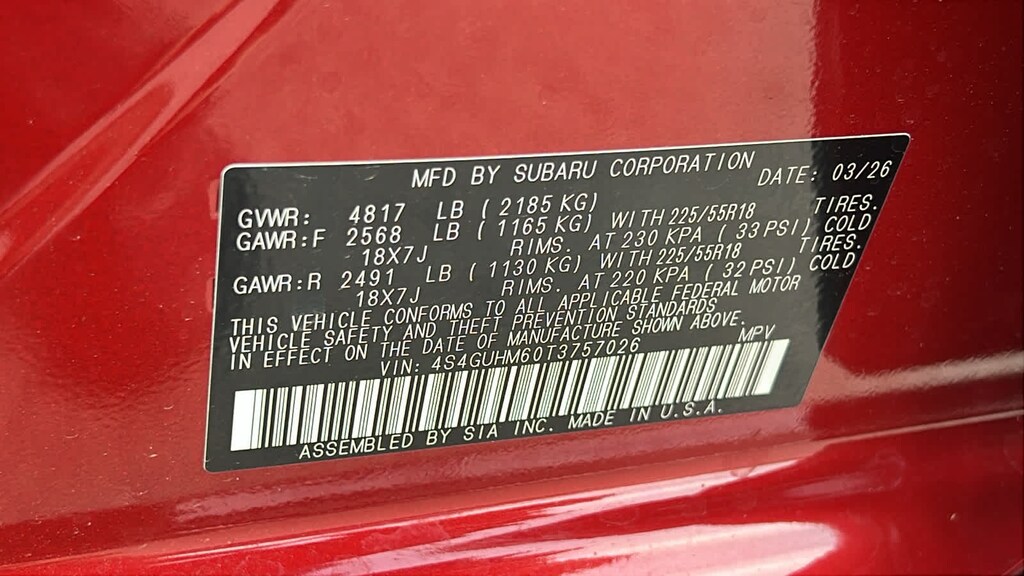 MFD BY SUBARU CORPORATION DATE: 03/26
GVWR: 4817 LB ( 2185 KG)
GAWR:F 2568 LB ( 1165 KG) WITH 225/55R18 TIRES.
18X7J RIMS. AT 230 KPA ( 33 PSI) COLD
GAWR:R 2491 LB ( 1130 KG) WITH 225/55R18 TIRES.
18X7J RIMS. AT 220 KPA ( 32 PSI) COLD
THIS VEHICLE CONFORMS TO ALL APPLICABLE FEDERAL MOTOR
VEHICLE SAFETY AND THEFT PREVENTION STANDARDS
IN EFFECT ON THE DATE OF MANUFACTURE SHOWN ABOVE.
VIN: 4S4GUHM60T3757026 MPV
ASSEMBLED BY SIA INC. MADE IN U.S.A.